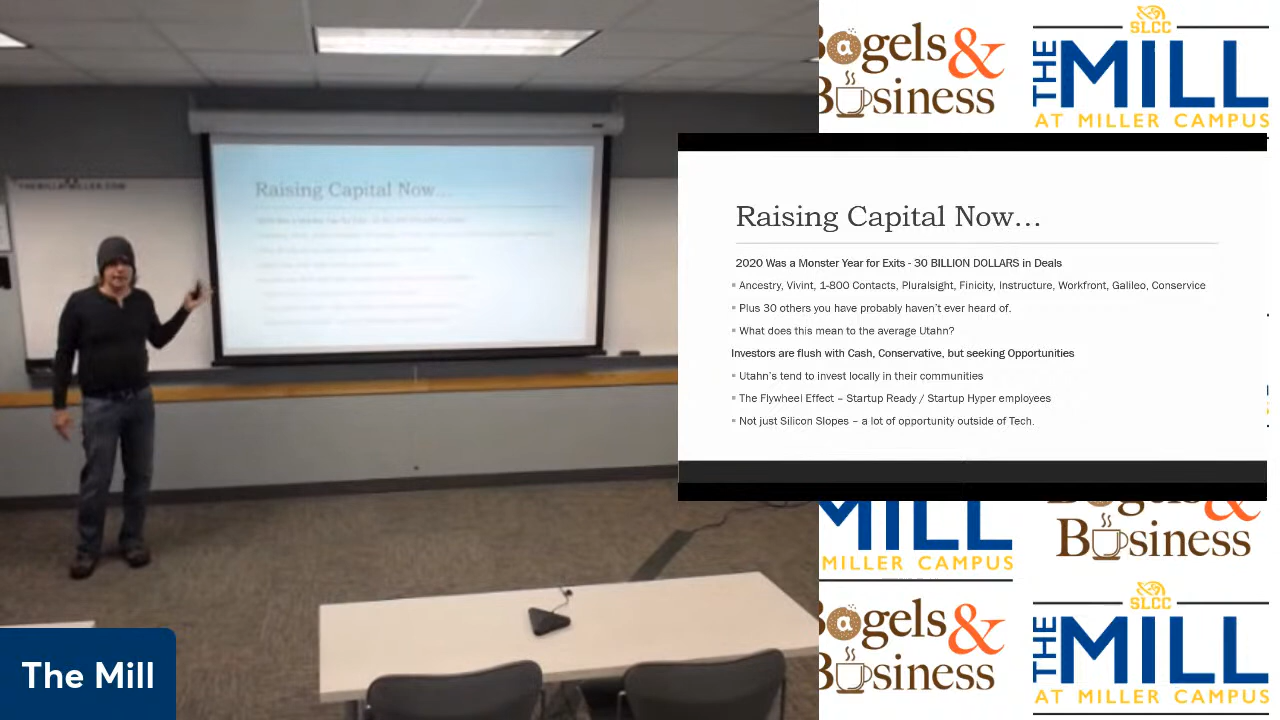 THEMILLATMILLER.COM
Raising Capital Now...
Bagels &
Business
SLCC
THE MILL
AT MILLER CAMPUS
Raising Capital Now…
2020 Was a Monster Year for Exits - 30 BILLION DOLLARS in Deals
Ancestry, Vivint, 1-800 Contacts, Pluralsight, Finicity, Instructure, Workfront, Galileo, Conservice
Plus 30 others you have probably haven't ever heard of.
What does this mean to the average Utahn?
Investors are flush with Cash, Conservative, but seeking Opportunities
Utahn's tend to invest locally in their communities
The Flywheel Effect – Startup Ready / Startup Hyper employees
Not just Silicon Slopes – a lot of opportunity outside of Tech.
MILL
MILLER CAMPUS
Bagels &
Business
Bagels &
Business
SLCC
THE MILL
AT MILLER CAMPUS
The Mill